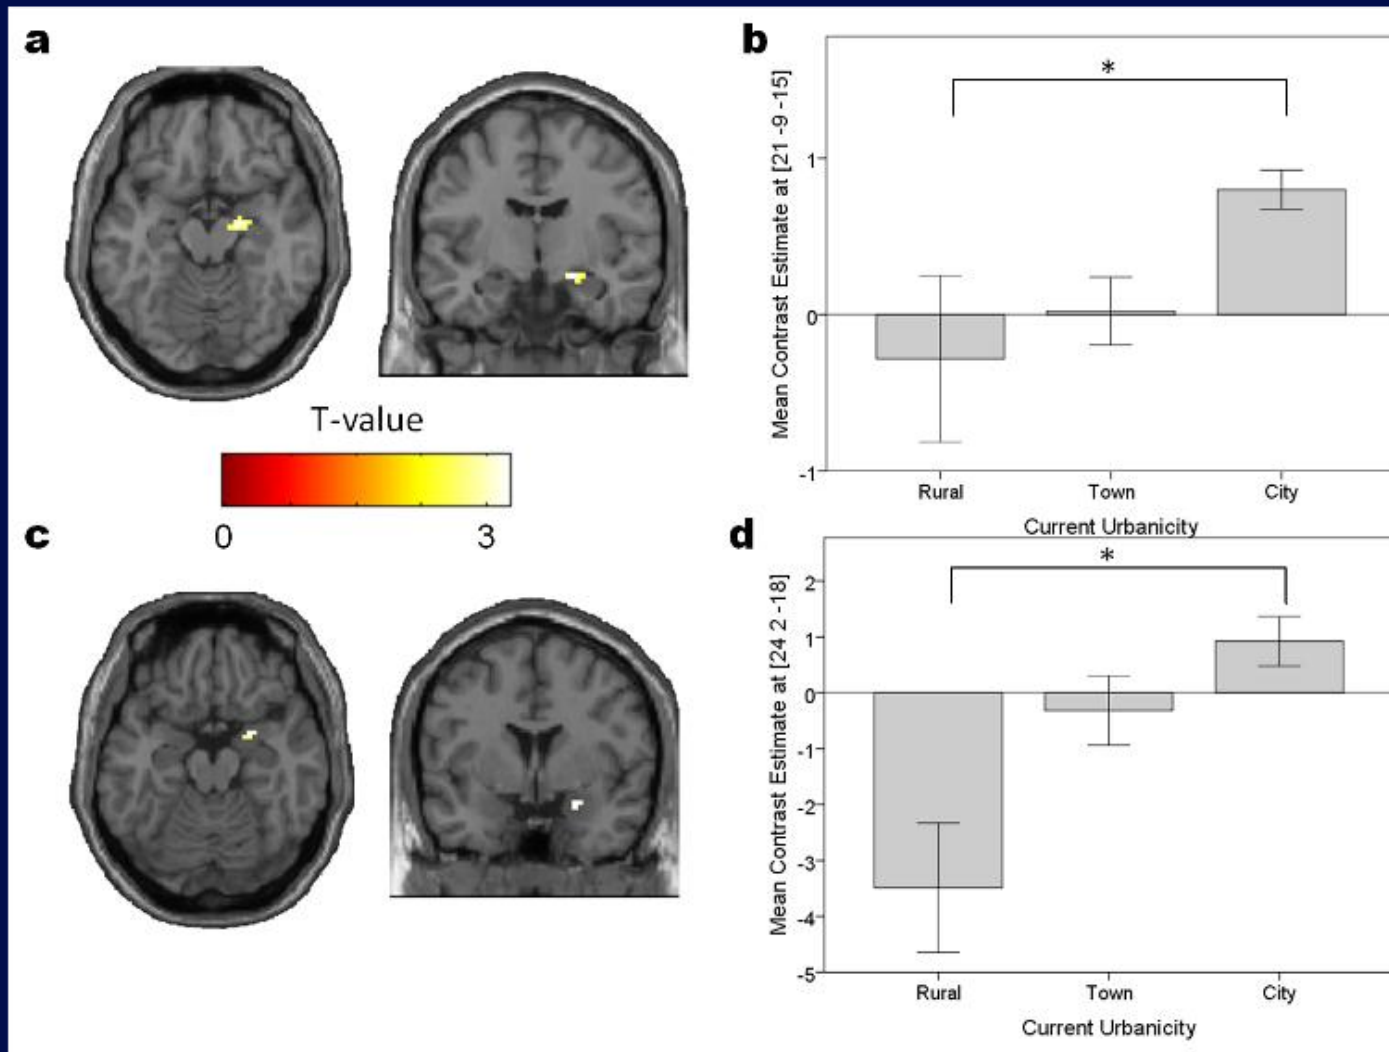 a
b
Mean Contrast Estimate at [21 -9 -15]
*
1
0
-1
Rural Town City
Current Urbanicity
T-value
0 3
c
d
Mean Contrast Estimate at [24 2 -18]
*
2
1
0
-1
-2
-3
-4
-5
Rural Town City
Current Urbanicity